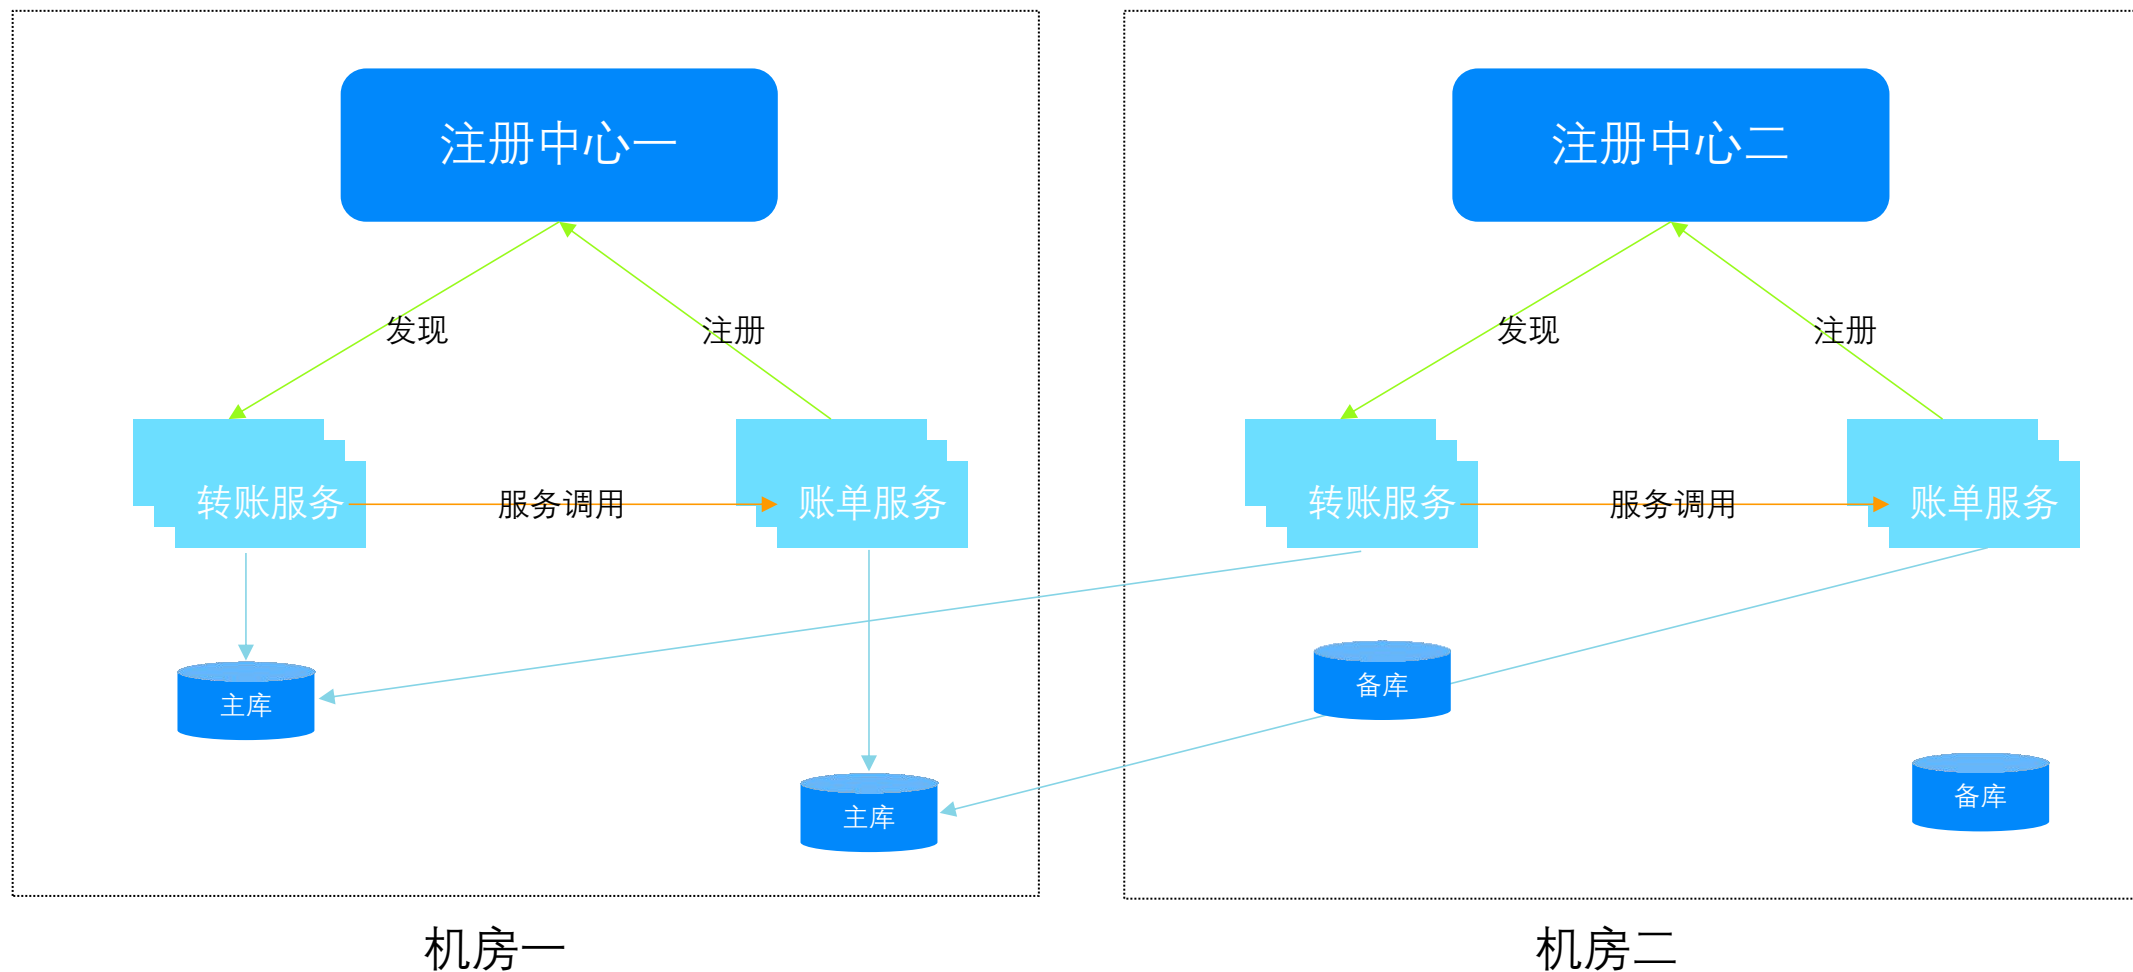 注册中心一
注册中心二
发现
注册
发现
注册
转账服务
服务调用
账单服务
转账服务
服务调用
账单服务
备库
主库
备库
主库
机房一
机房二